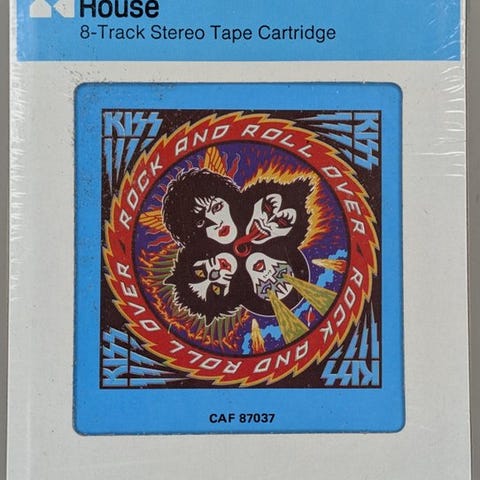 House
8-Track Stereo Tape Cartridge
KISS
KISS
ROCK AND ROLL OVER
ROCK AND ROLL OVER
KISS
KISS
CAF 87037